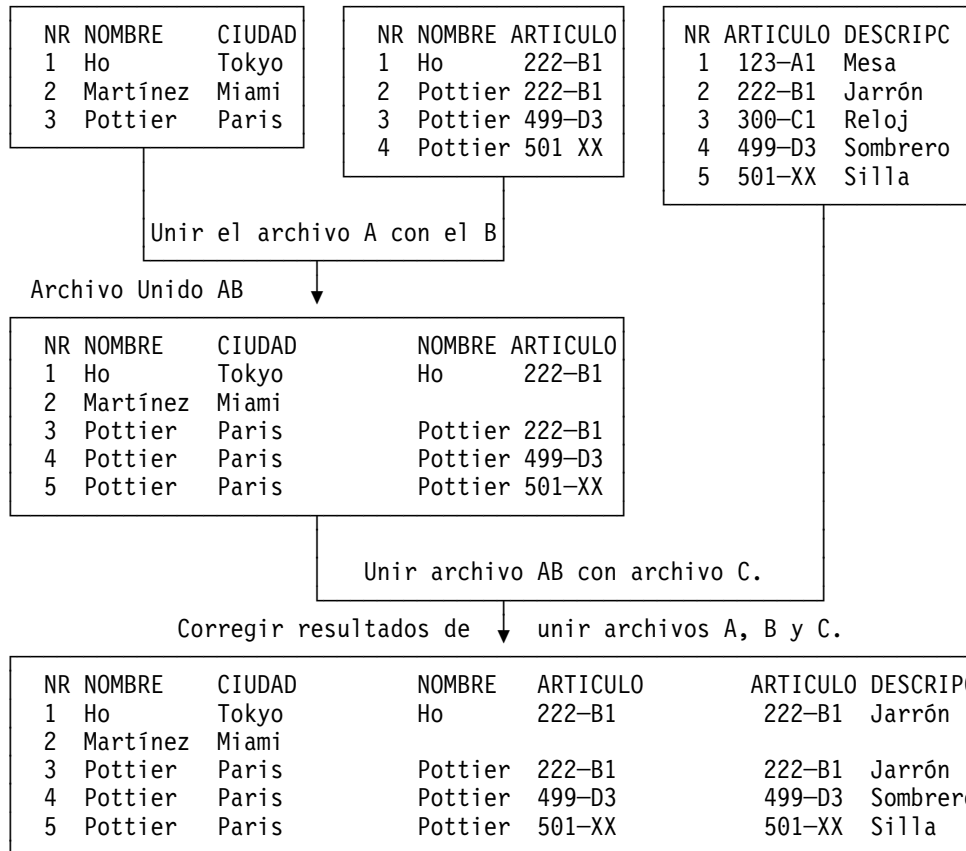 NR NOMBRE CIUDAD
1 Ho Tokyo
2 Martínez Miami
3 Pottier Paris
NR NOMBRE ARTICULO
1 Ho 222–B1
2 Pottier 222–B1
3 Pottier 499–D3
4 Pottier 501 XX
NR ARTICULO DESCRIPC
1 123–A1 Mesa
2 222–B1 Jarrón
3 300–C1 Reloj
4 499–D3 Sombrero
5 501–XX Silla
Unir el archivo A con el B
Archivo Unido AB
NR NOMBRE CIUDAD NOMBRE ARTICULO
1 Ho Tokyo Ho 222–B1
2 Martínez Miami
3 Pottier Paris Pottier 222–B1
4 Pottier Paris Pottier 499–D3
5 Pottier Paris Pottier 501–XX
Unir archivo AB con archivo C.
Corregir resultados de unir archivos A, B y C.
NR NOMBRE CIUDAD NOMBRE ARTICULO ARTICULO DESCRIPC
1 Ho Tokyo Ho 222–B1 222–B1 Jarrón
2 Martínez Miami
3 Pottier Paris Pottier 222–B1 222–B1 Jarrón
4 Pottier Paris Pottier 499–D3 499–D3 Sombrero
5 Pottier Paris Pottier 501–XX 501–XX Silla